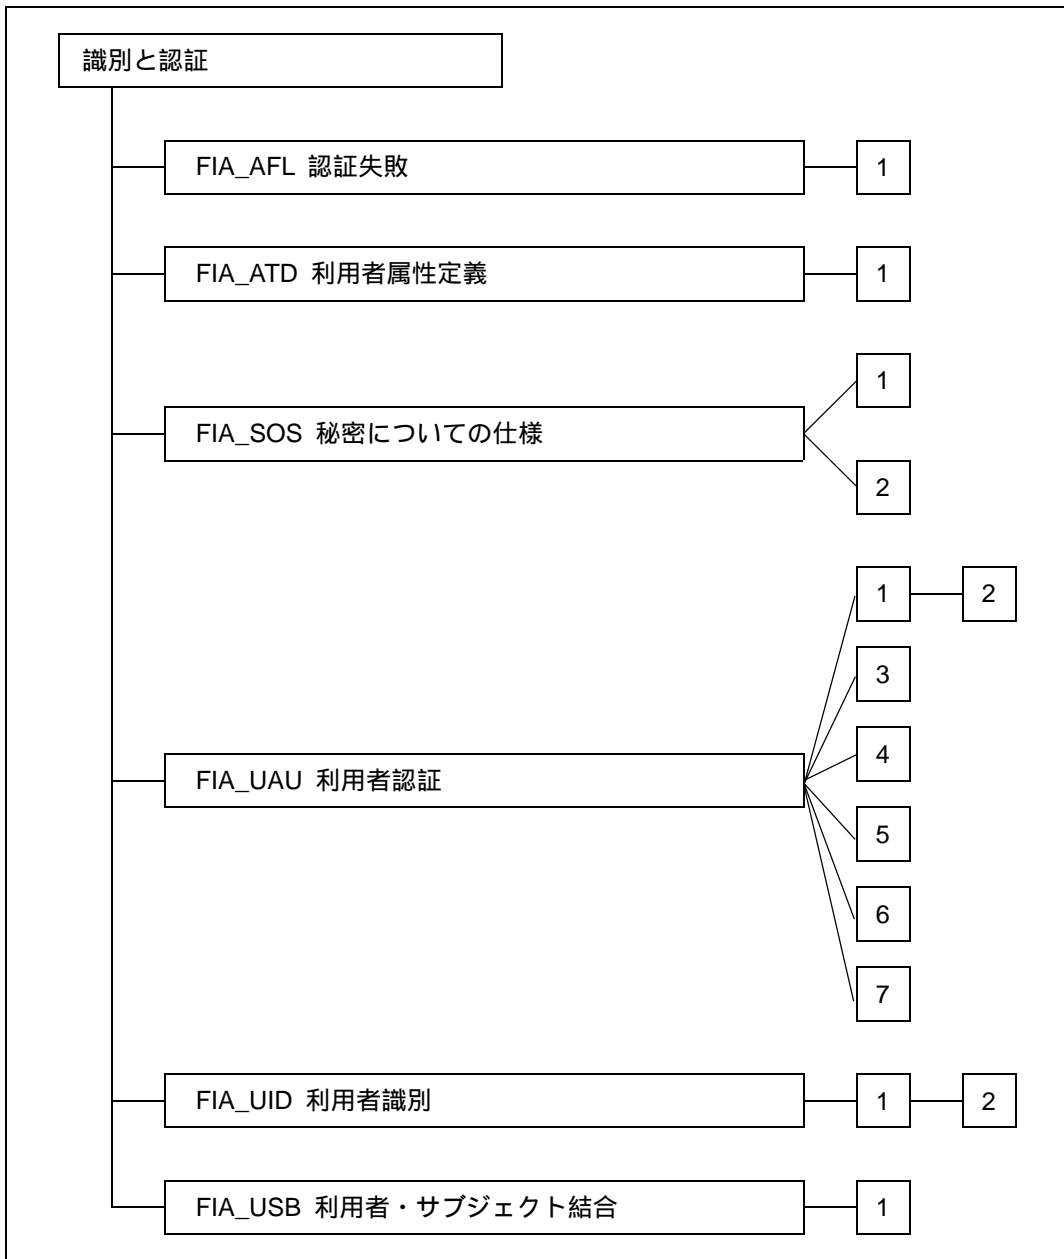 識別と認証
FIA_AFL 認証失敗
1
FIA_ATD 利用者属性定義
1
FIA_SOS 秘密についての仕様
1
2
FIA_UAU 利用者認証
1
2
3
4
5
6
7
FIA_UID 利用者識別
1
2
FIA_USB 利用者・サブジェクト結合
1